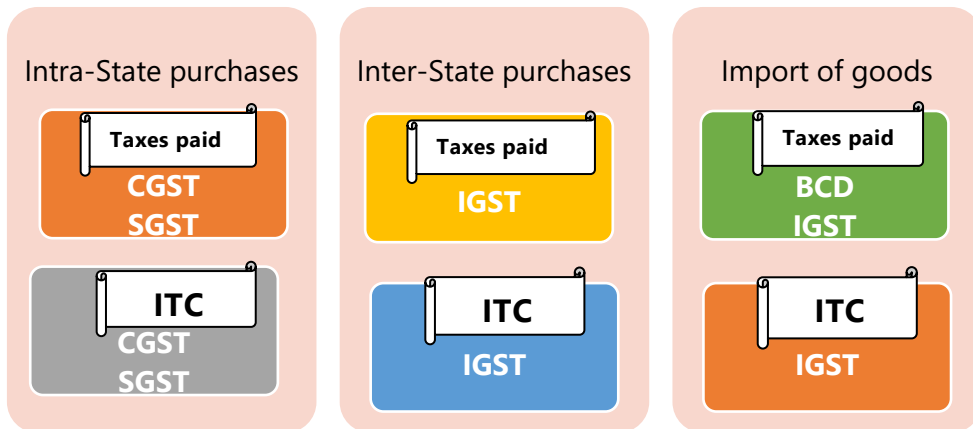 Intra-State purchases
Taxes paid
CGST
SGST
ITC
CGST
SGST
Inter-State purchases
Taxes paid
IGST
ITC
IGST
Import of goods
Taxes paid
BCD
IGST
ITC
IGST